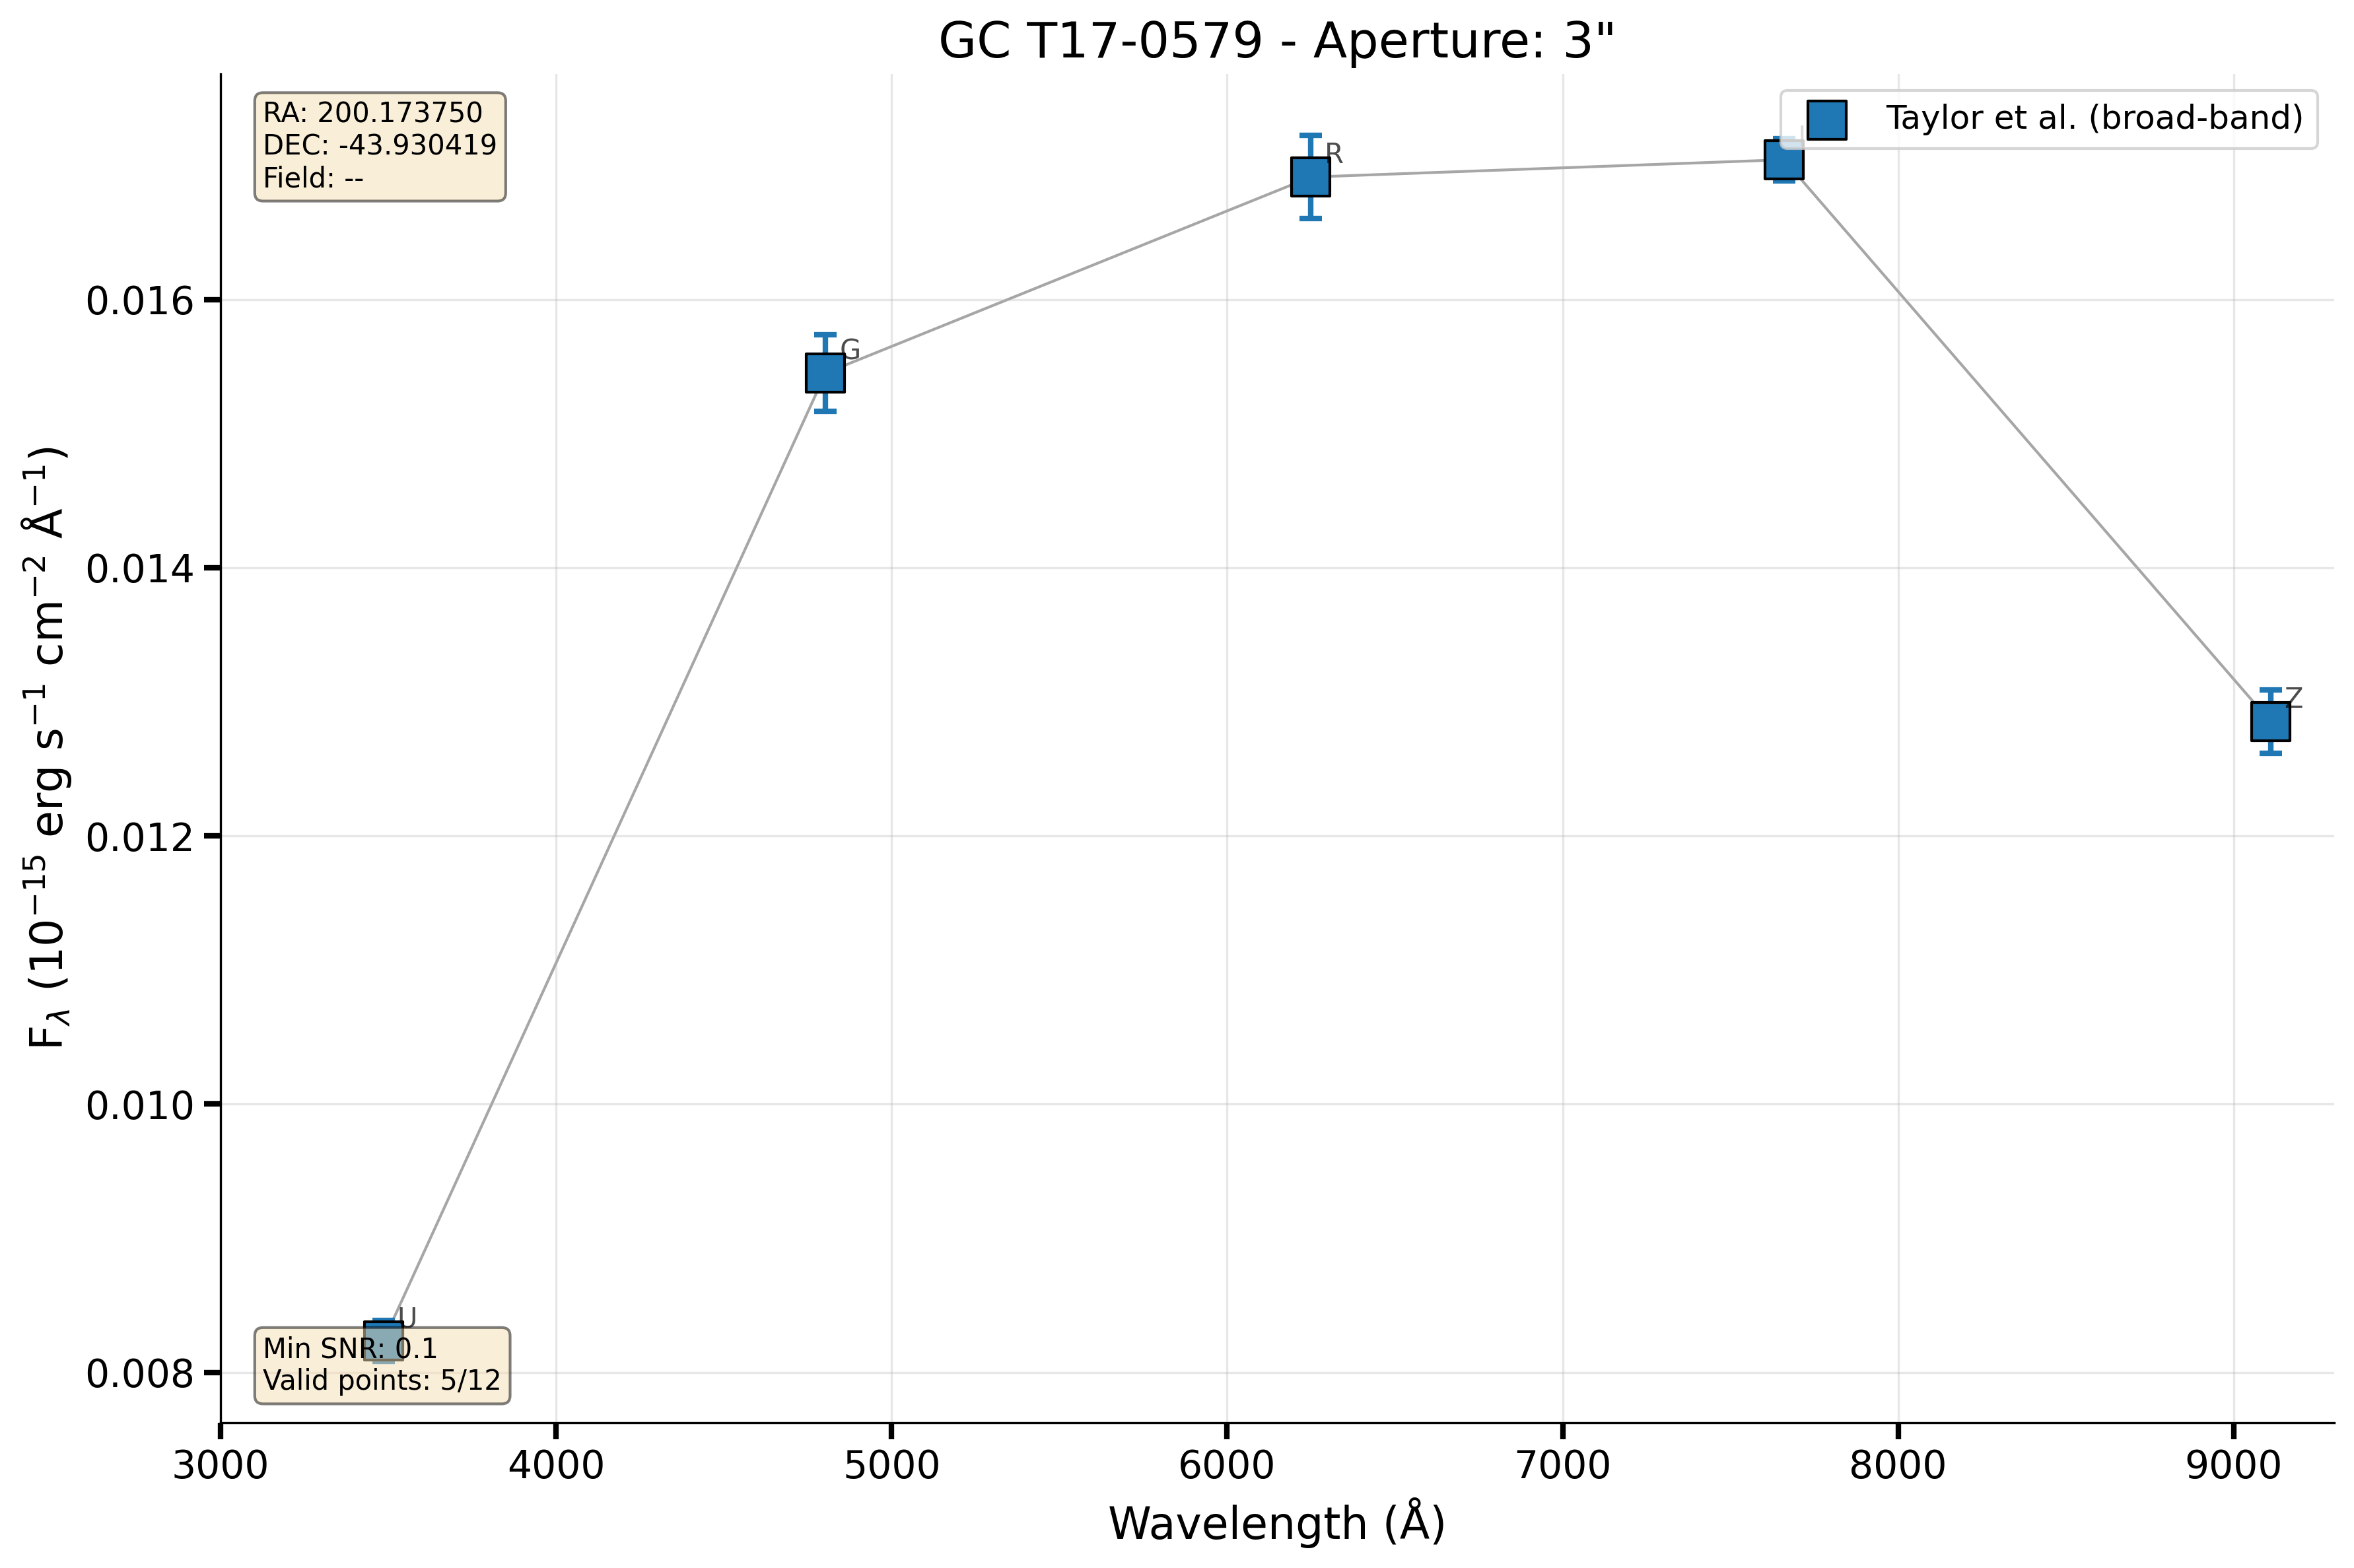 GC T17-0579 - Aperture: 3"
RA: 200.173750
DEC: -43.930419
Field: --
Taylor et al. (broad-band)
R
G
Z
U
Min SNR: 0.1
Valid points: 5/12
0.016
0.014
0.012
0.010
0.008
F_λ (10⁻¹⁵ erg s⁻¹ cm⁻² Å⁻¹)
3000 4000 5000 6000 7000 8000 9000
Wavelength (Å)